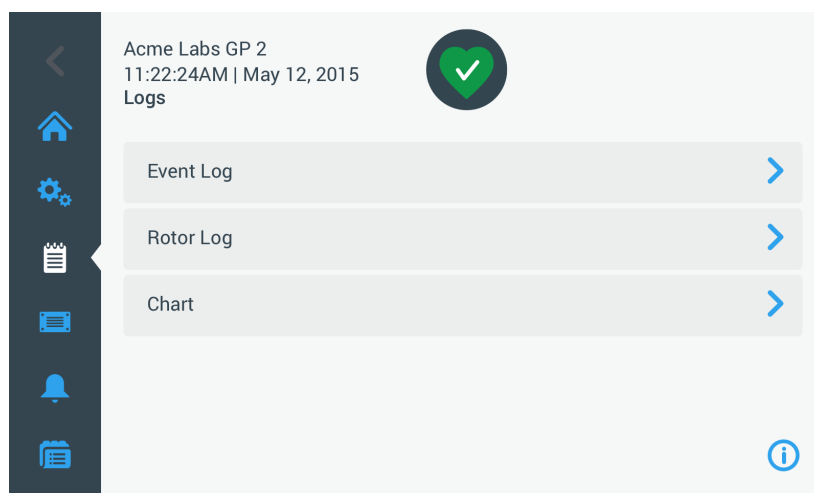 Acme Labs GP 2
11:22:24AM | May 12, 2015
Logs
Event Log
Rotor Log
Chart